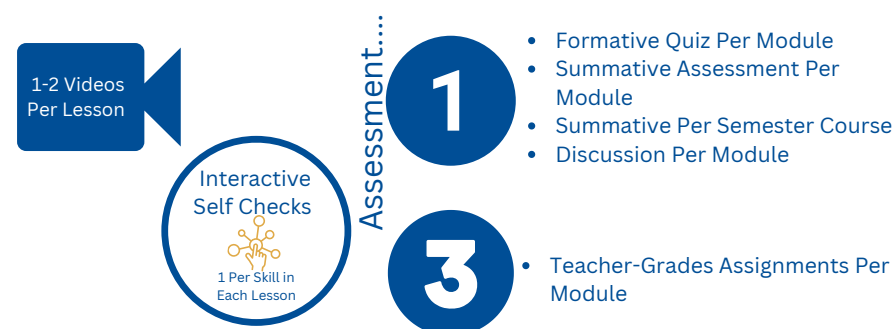 1-2 Videos
Per Lesson
Interactive
Self Checks
1 Per Skill in
Each Lesson
Assessment....
1
• Formative Quiz Per Module
• Summative Assessment Per
Module
• Summative Per Semester Course
• Discussion Per Module
3
• Teacher-Grades Assignments Per
Module